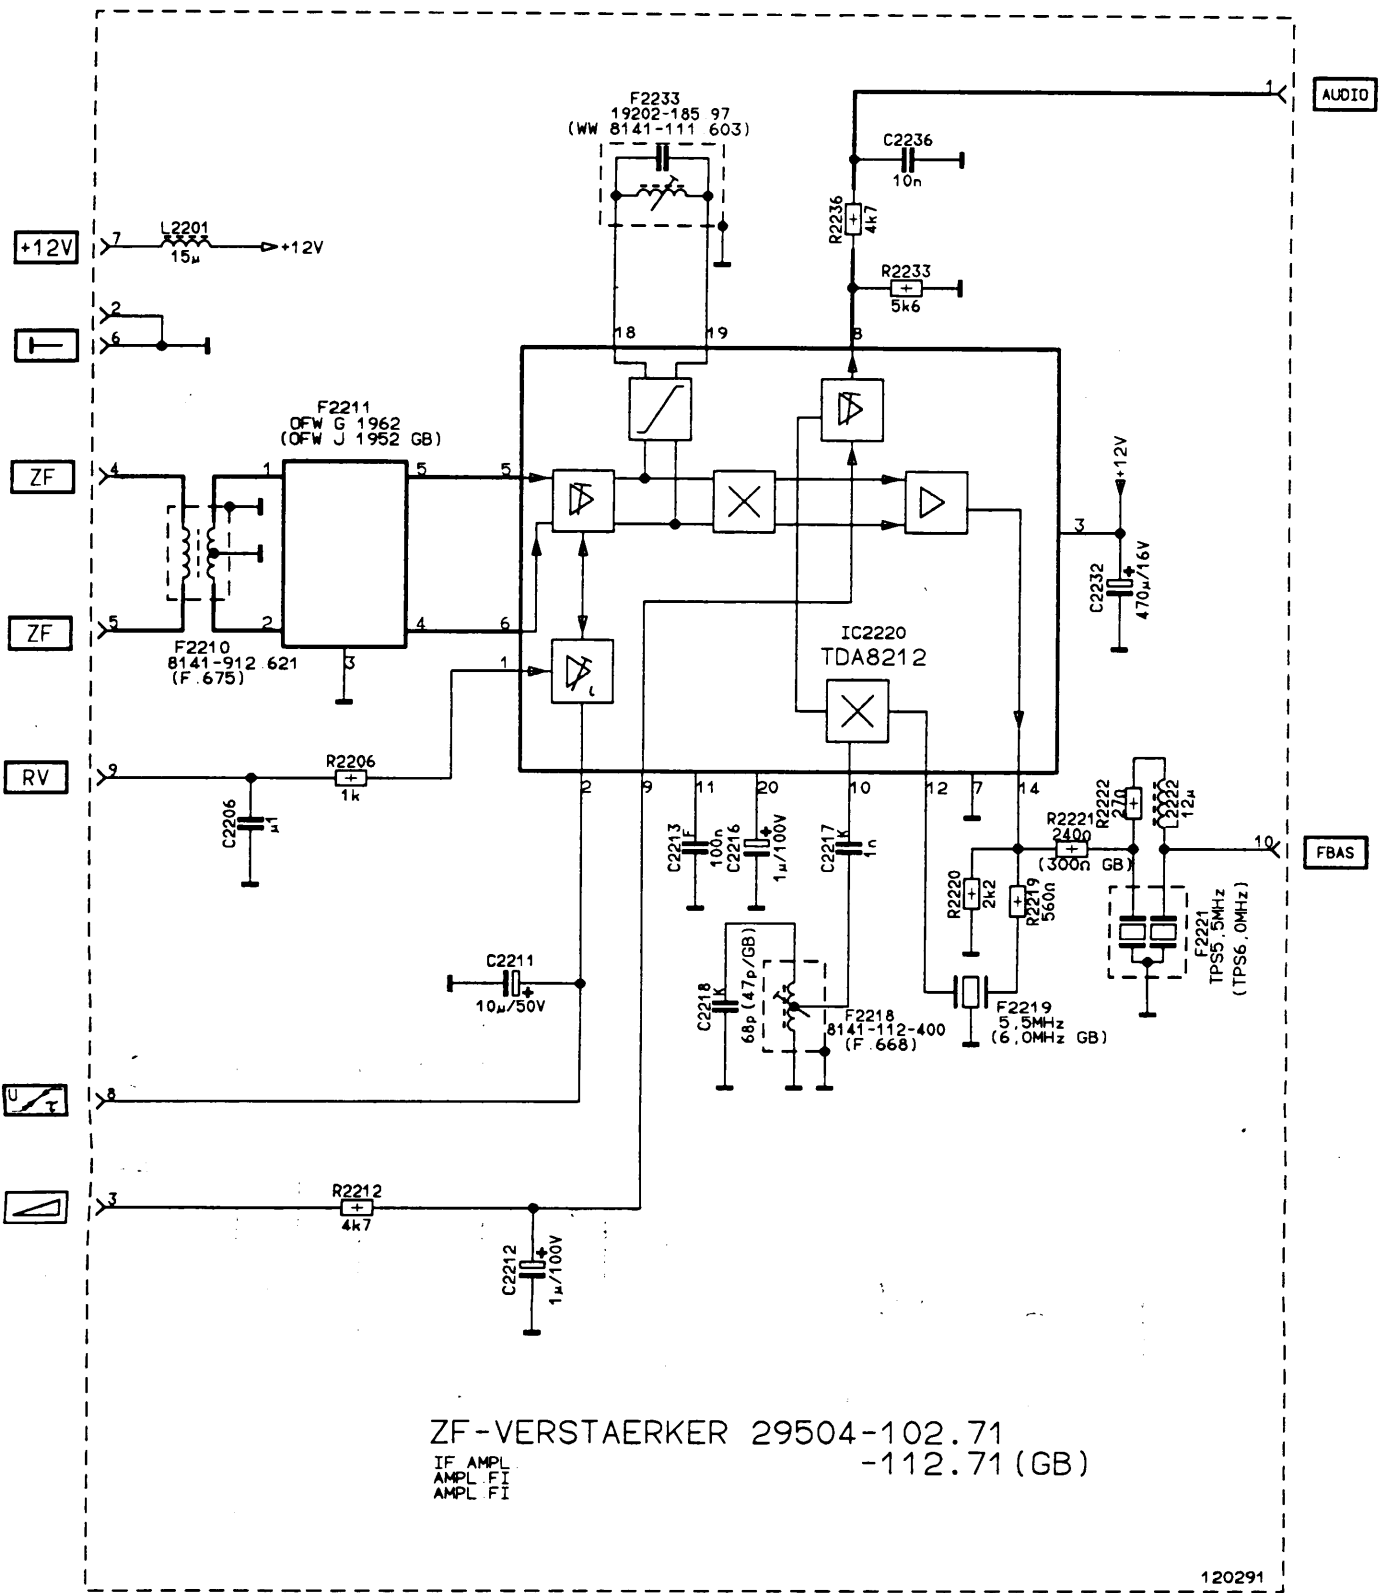 AUDIO
1
F2233
19202-185.97
(WW 8141-111.603)
C2236
10n
R2236
4k7
+12V
7
L2201
15µ
+12V
R2233
5k6
2
6
18
19
8
F2211
OFW G 1962
(OFW J 1952 GB)
ZF
4
1
5
5
+12V
3
C2232
470µ/16V
+
ZF
5
2
4
6
F2210
8141-912.621
(F.675)
3
1
IC2220
TDA8212
RV
9
R2206
1k
C2206
µ1
2
9
11
20
10
12
7
14
C2213
F
100n
C2216
+
1µ/100V
C2217
K
1n
R2222
270
L2222
12µ
R2221
240Ω
(300Ω GB)
10
FBAS
R2220
2k2
R2219
560Ω
F2221
TPS5,5MHz
(TPS6,0MHz)
C2211
10µ/50V
+
C2218
K
68p (47p/GB)
F2218
8141-112-400
(F.668)
F2219
5,5MHz
(6,0MHz GB)
U
τ
8
3
R2212
4k7
C2212
+
1µ/100V
ZF-VERSTAERKER 29504-102.71
-112.71(GB)
IF AMPL.
AMPL.FI
AMPL.FI
120291